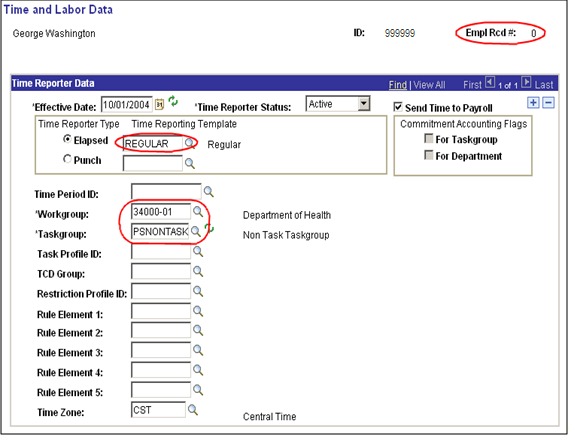 Time and Labor Data
George Washington ID: 999999 Empl Rcd #: 0
Time Reporter Data Find | View All First 1 of 1 Last
*Effective Date: 10/01/2004 *Time Reporter Status: Active Send Time to Payroll
Time Reporter Type Time Reporting Template Commitment Accounting Flags
Elapsed REGULAR Regular For Taskgroup
Punch For Department
Time Period ID:
*Workgroup: 34000-01 Department of Health
*Taskgroup: PSNONTASK Non Task Taskgroup
Task Profile ID:
TCD Group:
Restriction Profile ID:
Rule Element 1:
Rule Element 2:
Rule Element 3:
Rule Element 4:
Rule Element 5:
Time Zone: CST Central Time